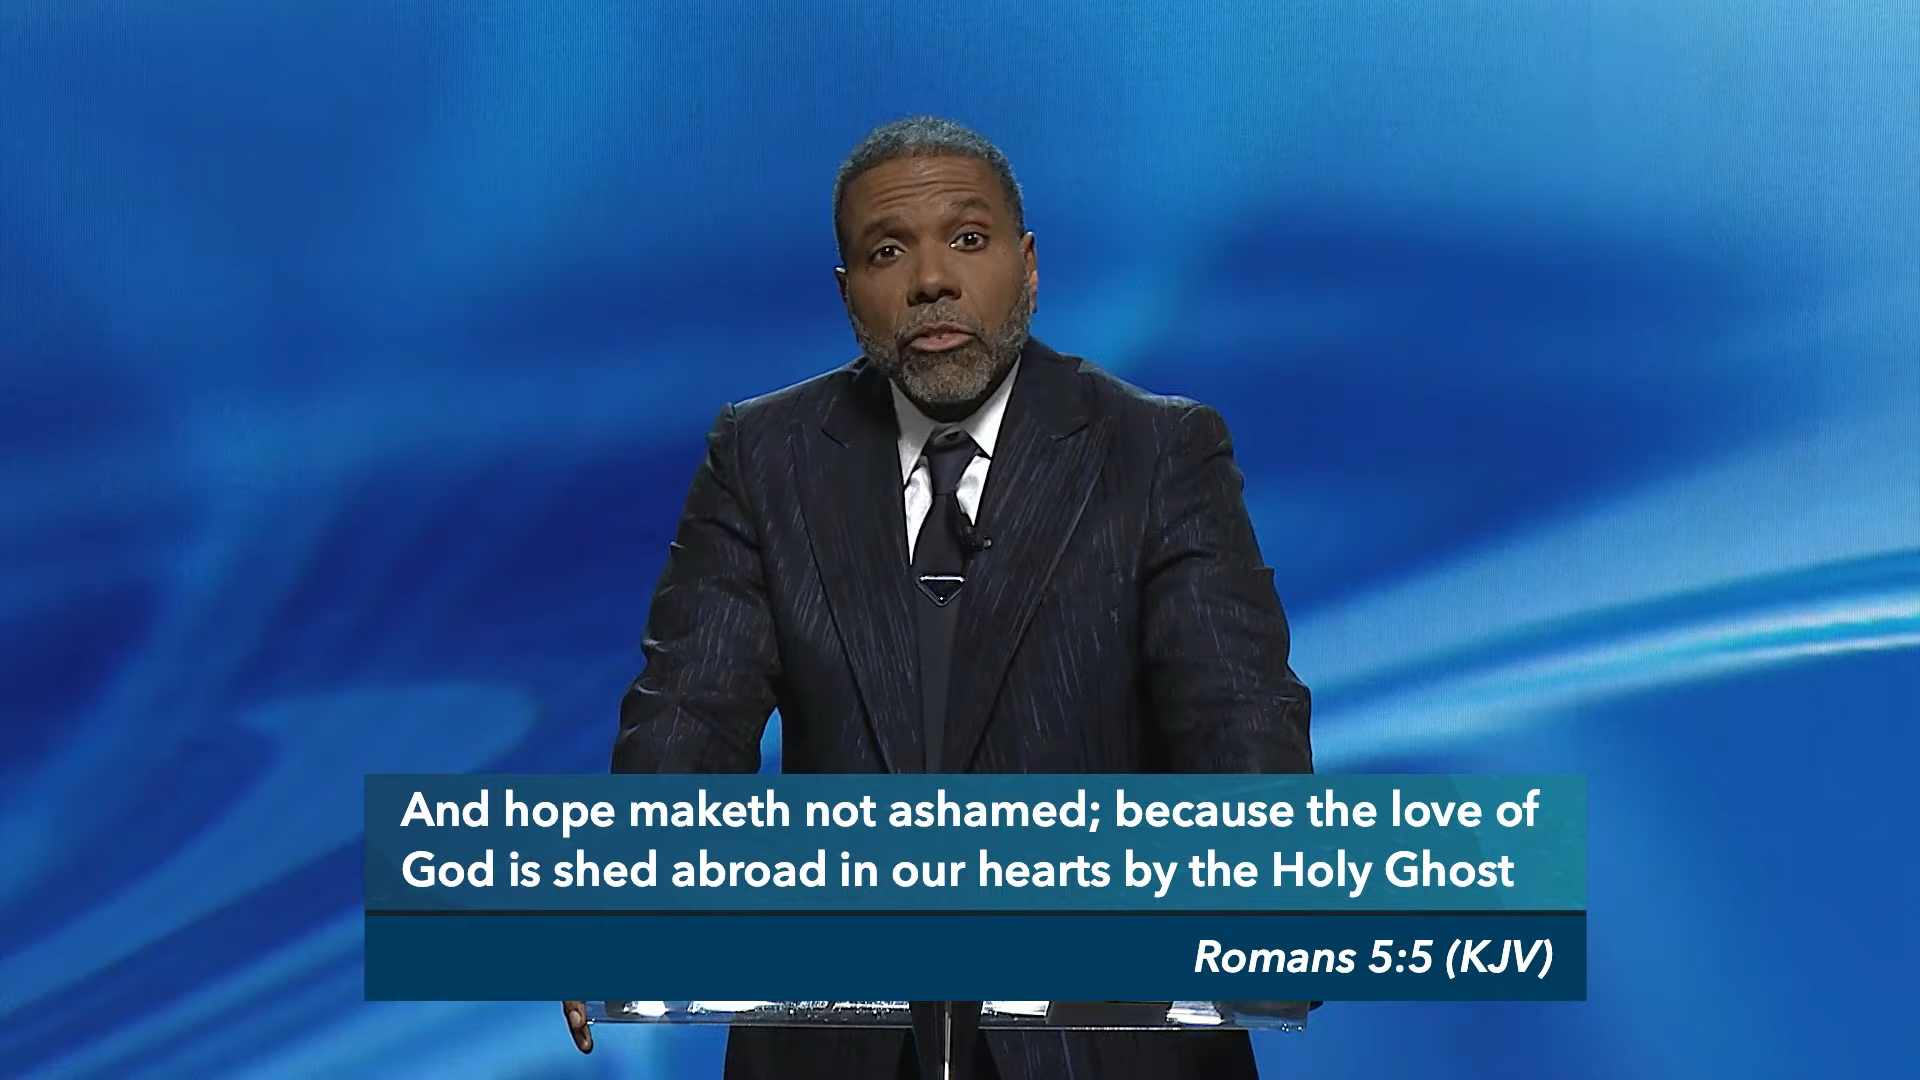 And hope maketh not ashamed; because the love of
God is shed abroad in our hearts by the Holy Ghost
Romans 5:5 (KJV)